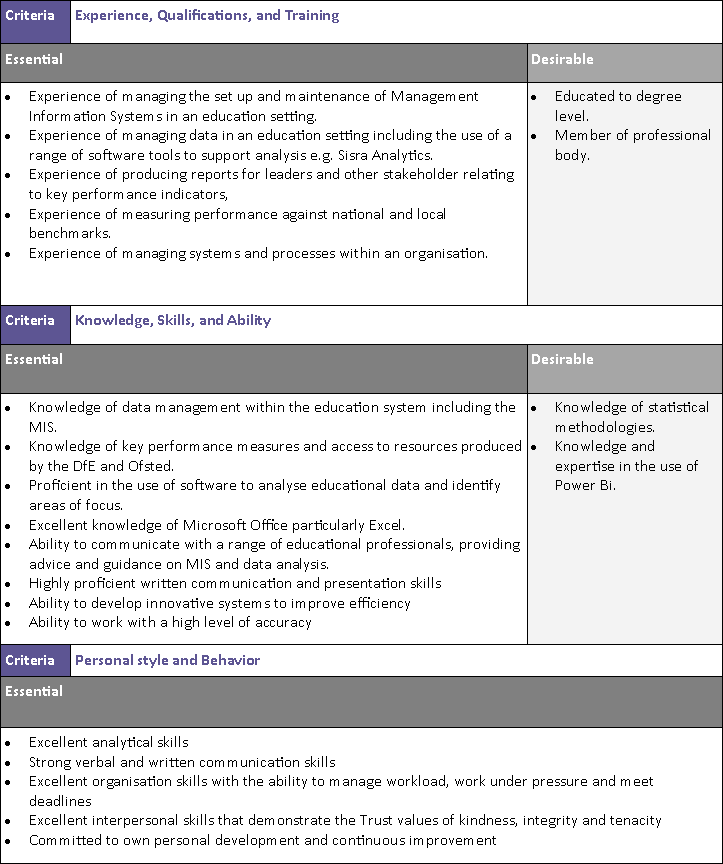 Criteria Experience, Qualifications, and Training
Essential Desirable
• Experience of managing the set up and maintenance of Management
Information Systems in an education setting.
• Experience of managing data in an education setting including the use of a
range of software tools to support analysis e.g. Sisra Analytics.
• Experience of producing reports for leaders and other stakeholder relating
to key performance indicators,
• Experience of measuring performance against national and local
benchmarks.
• Experience of managing systems and processes within an organisation.
• Educated to degree
level.
• Member of professional
body.
Criteria Knowledge, Skills, and Ability
Essential Desirable
• Knowledge of data management within the education system including the
MIS.
• Knowledge of key performance measures and access to resources produced
by the DfE and Ofsted.
• Proficient in the use of software to analyse educational data and identify
areas of focus.
• Excellent knowledge of Microsoft Office particularly Excel.
• Ability to communicate with a range of educational professionals, providing
advice and guidance on MIS and data analysis.
• Highly proficient written communication and presentation skills
• Ability to develop innovative systems to improve efficiency
• Ability to work with a high level of accuracy
• Knowledge of statistical
methodologies.
• Knowledge and
expertise in the use of
Power Bi.
Criteria Personal style and Behavior
Essential
• Excellent analytical skills
• Strong verbal and written communication skills
• Excellent organisation skills with the ability to manage workload, work under pressure and meet
deadlines
• Excellent interpersonal skills that demonstrate the Trust values of kindness, integrity and tenacity
• Committed to own personal development and continuous improvement